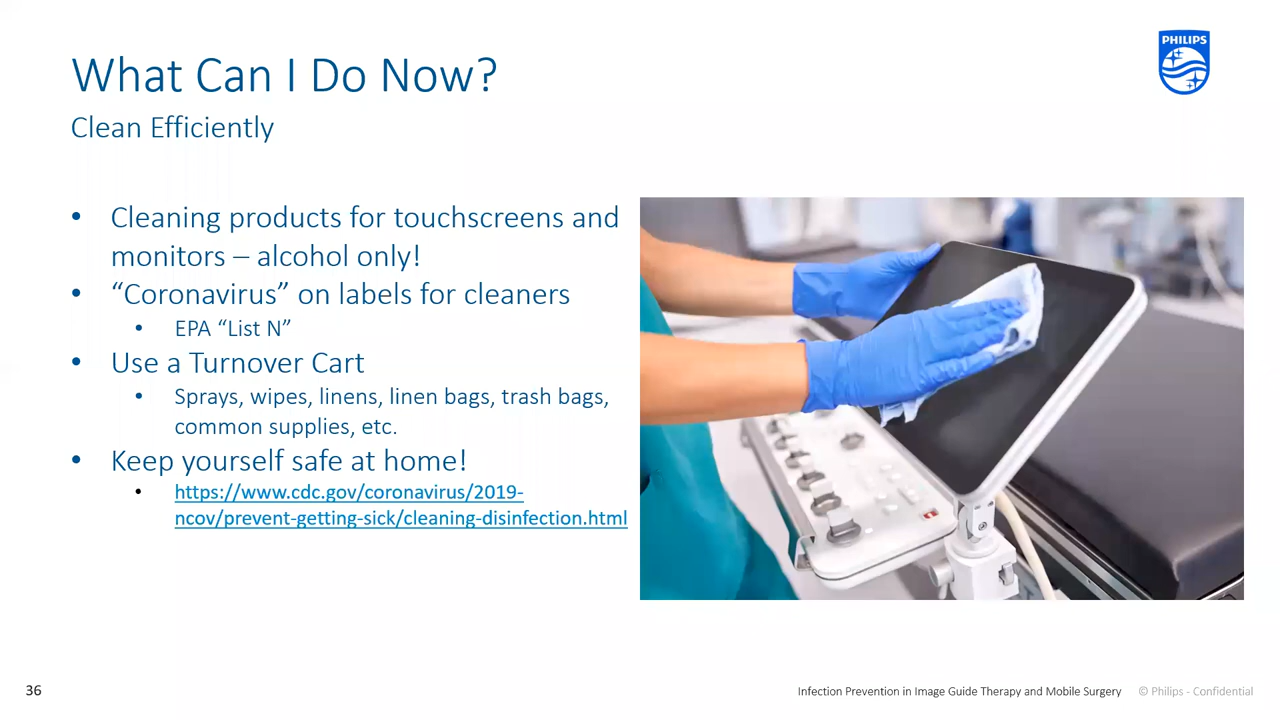 What Can I Do Now?
PHILIPS
Clean Efficiently
• Cleaning products for touchscreens and
monitors – alcohol only!
• “Coronavirus” on labels for cleaners
• EPA “List N”
• Use a Turnover Cart
• Sprays, wipes, linens, linen bags, trash bags,
common supplies, etc.
• Keep yourself safe at home!
• https://www.cdc.gov/coronavirus/2019-
ncov/prevent-getting-sick/cleaning-disinfection.html
36
Infection Prevention in Image Guide Therapy and Mobile Surgery
© Philips - Confidential